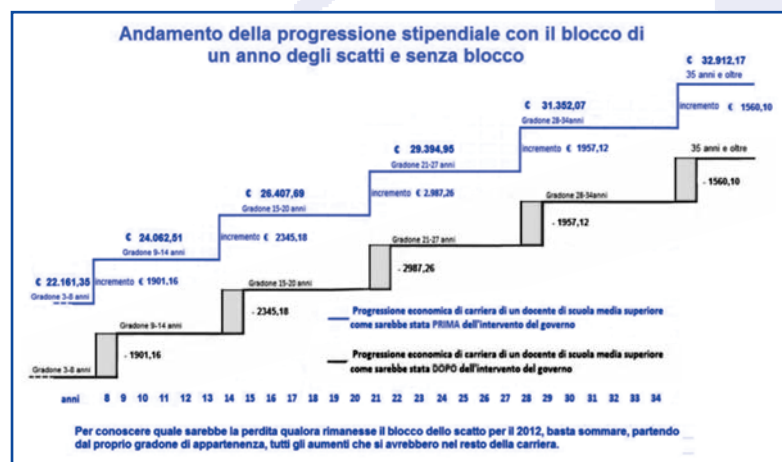 Andamento della progressione stipendiale con il blocco di
un anno degli scatti e senza blocco
€ 32.912,17
35 anni e oltre
€ 31.352,07
Gradone 28-34anni
incremento € 1560,10
€ 29.394,95
Gradone 21-27 anni
incremento € 1957,12
35 anni e oltre
€ 26.407,69
Gradone 15-20 anni
incremento € 2.987,26
Gradone 28-34anni
- 1560,10
€ 24.062,51
Gradone 9-14 anni
incremento € 2345,18
Gradone 21-27 anni
- 1957,12
€ 22.161,35
incremento € 1901,16
Gradone 3-8 anni
Gradone 15-20 anni
- 2987,26
Gradone 9-14 anni
- 2345,18
Progressione economica di carriera di un docente di scuola media superiore
come sarebbe stata PRIMA dell'intervento del governo
Gradone 3-8 anni
- 1901,16
Progressione economica di carriera di un docente di scuola media superiore
come sarebbe stata DOPO dell'intervento del governo
anni 8 9 10 11 12 13 14 15 16 17 18 19 20 21 22 23 24 25 26 27 28 29 30 31 32 33 34
Per conoscere quale sarebbe la perdita qualora rimanesse il blocco dello scatto per il 2012, basta sommare, partendo
dal proprio gradone di appartenenza, tutti gli aumenti che si avrebbero nel resto della carriera.